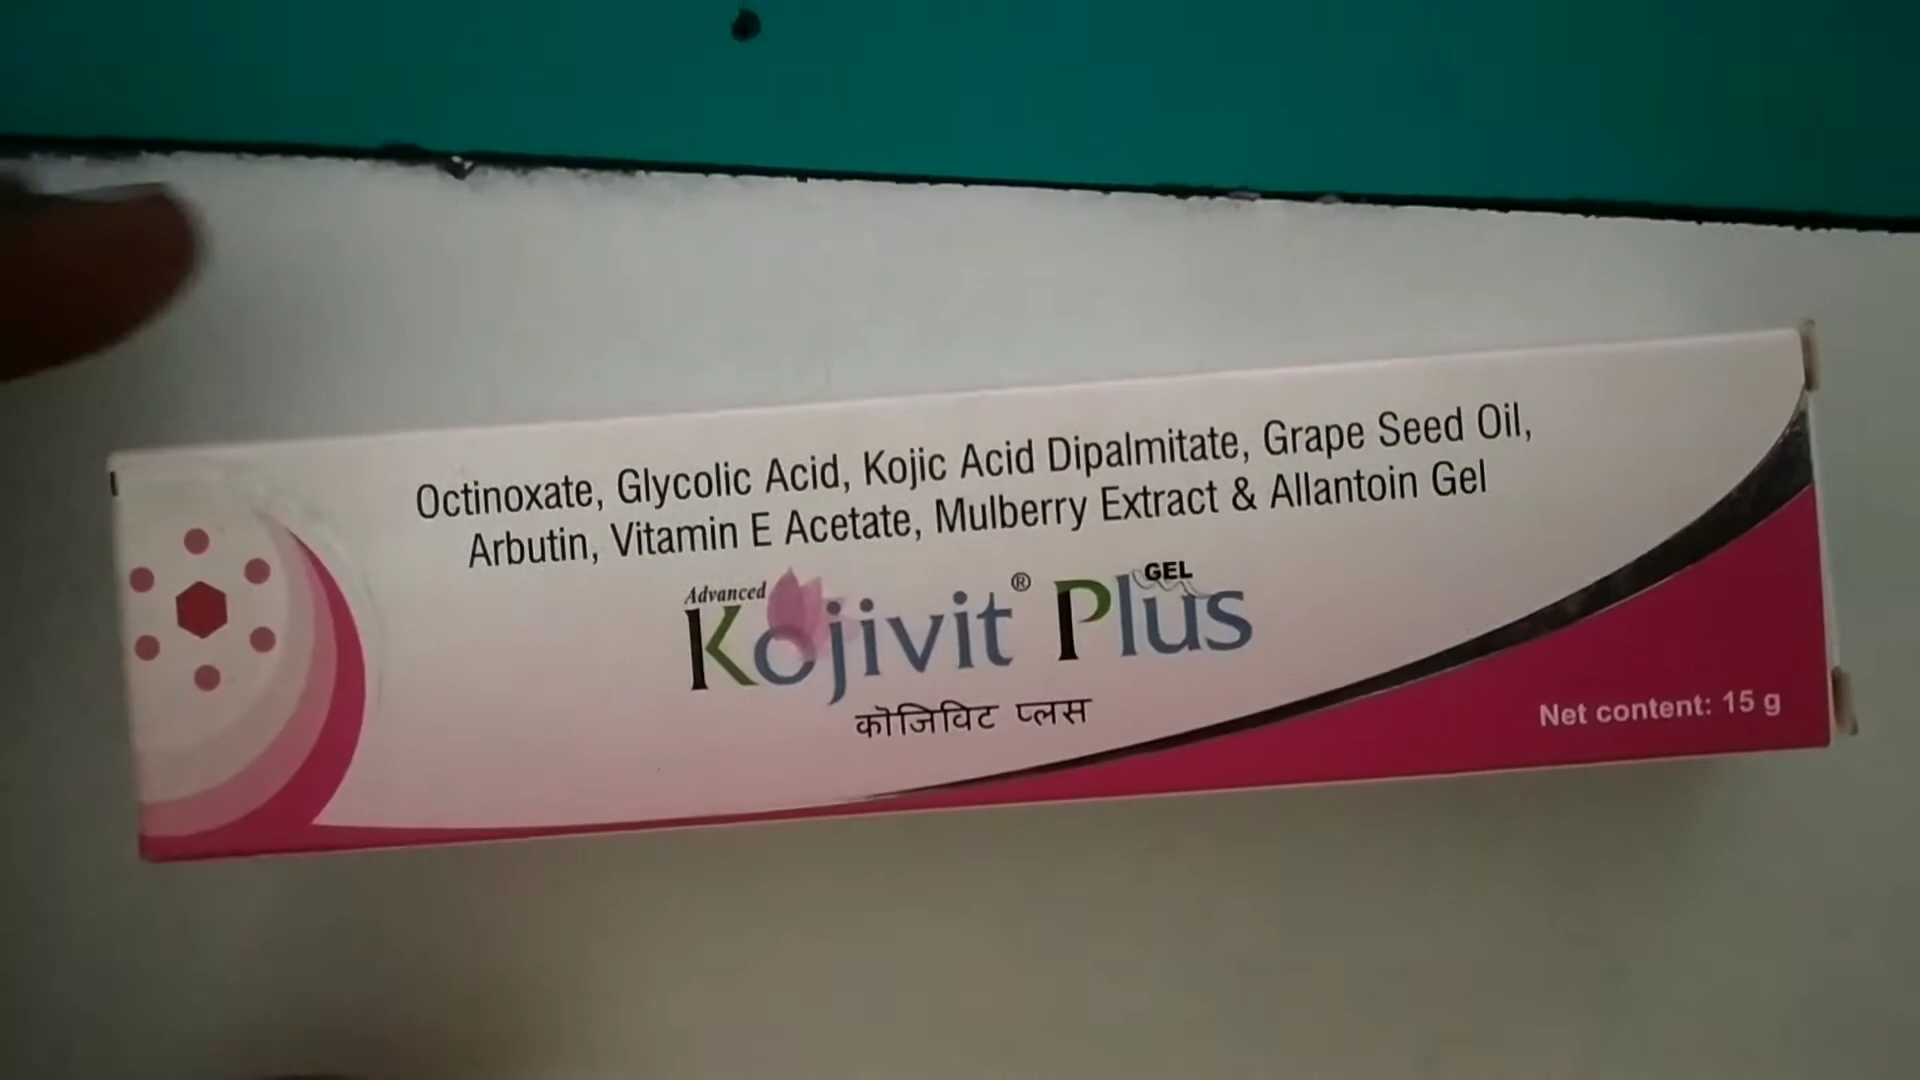 Octinoxate, Glycolic Acid, Kojic Acid Dipalmitate, Grape Seed Oil,
Arbutin, Vitamin E Acetate, Mulberry Extract & Allantoin Gel
Advanced
Kojivit® Plus GEL
कोजिविट प्लस
Net content: 15 g